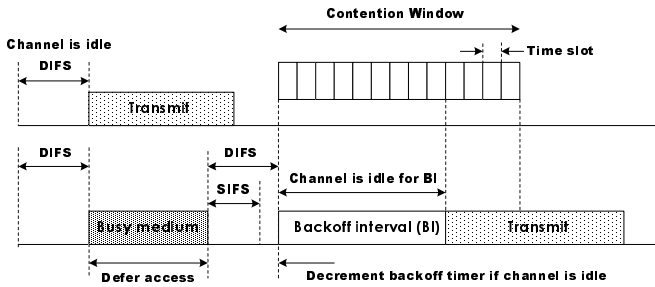 Contention Window
Channel is idle
Time slot
DIFS
Transmit
DIFS
DIFS
Channel is idle for BI
SIFS
Busy medium
Backoff interval (BI)
Transmit
Defer access
Decrement backoff timer if channel is idle